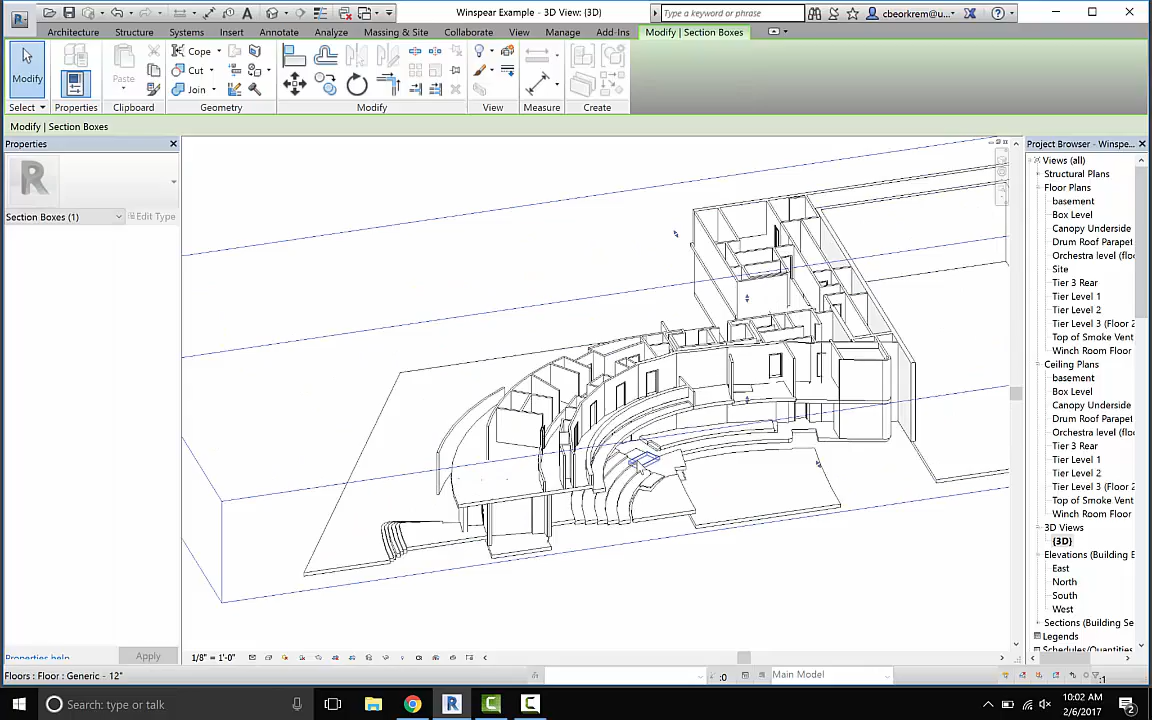 Winspear Example - 3D View: {3D}
Type a keyword or phrase
cbeorkrem@u...
Architecture Structure Systems Insert Annotate Analyze Massing & Site Collaborate View Manage Add-Ins Modify | Section Boxes
Modify
Cope
Cut
Join
Paste
Select Properties Clipboard Geometry Modify View Measure Create
Modify | Section Boxes
Properties
Section Boxes (1)
Edit Type
Properties help
Apply
Project Browser - Winspe...
Views (all)
Structural Plans
Floor Plans
basement
Box Level
Canopy Underside
Drum Roof Parapet
Orchestra level (floo
Site
Tier 3 Rear
Tier Level 1
Tier Level 2
Tier Level 3 (Floor 2
Top of Smoke Vent
Winch Room Floor
Ceiling Plans
basement
Box Level
Canopy Underside
Drum Roof Parapet
Orchestra level (floo
Tier 3 Rear
Tier Level 1
Tier Level 2
Tier Level 3 (Floor 2
Top of Smoke Vent
Winch Room Floor
3D Views
{3D}
Elevations (Building E
East
North
South
West
Sections (Building Se
Legends
Schedules/Quantities
1/8" = 1'-0"
Floors : Floor : Generic - 12"
:0
Main Model
:1
Type here to talk
10:02 AM
2/6/2017
2